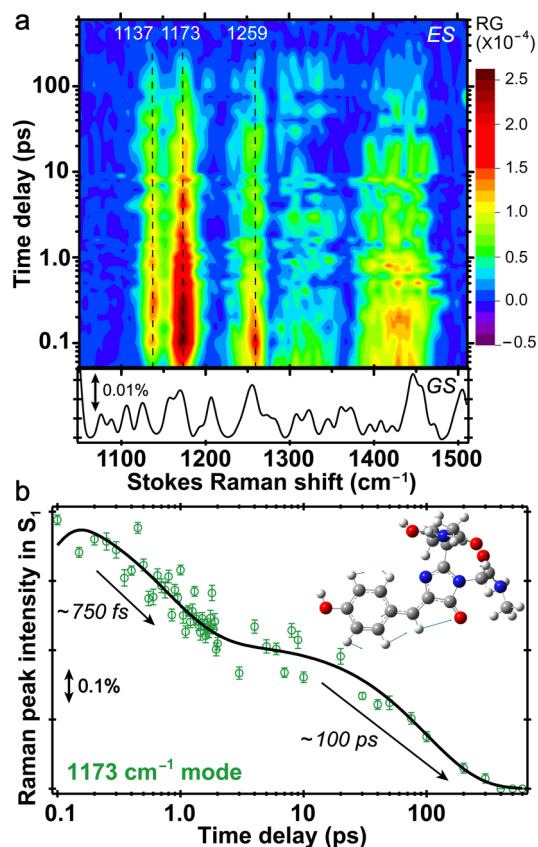 1137 1173 1259 ES RG
(X10⁻⁴)
100
10
1.0
0.1
Time delay (ps)
2.5
2.0
1.5
1.0
0.5
0.0
−0.5
0.01%
GS
a
1100 1200 1300 1400 1500
Stokes Raman shift (cm⁻¹)
b
Raman peak intensity in S₁
~750 fs
0.1%
~100 ps
1173 cm⁻¹ mode
0.1 1.0 10 100
Time delay (ps)